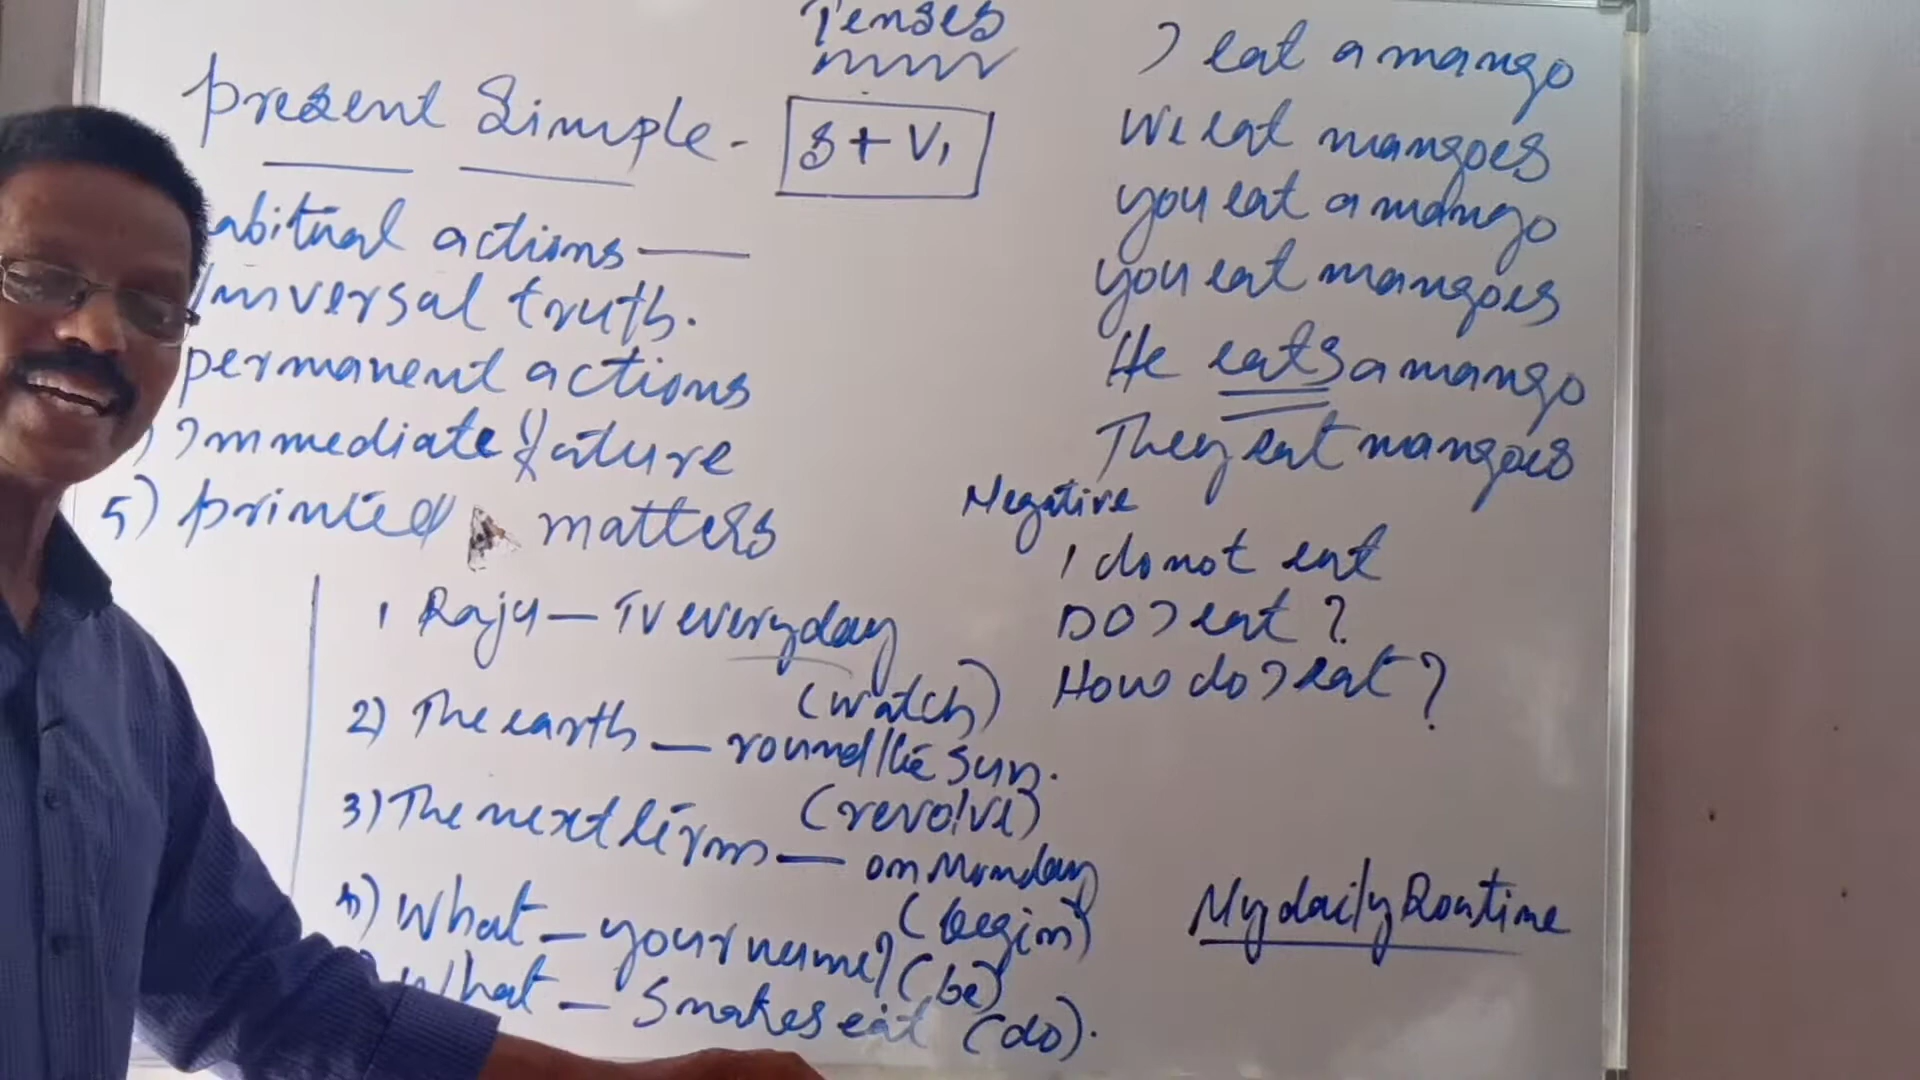 Tenses
Present Simple - S + V1
abitual actions —
universal truth.
permanent actions
) Immediate future
5) printed matters
1 Raju — TV everyday
(watch)
2) The earth — round the sun.
(revolve)
3) The next term — on Monday
(begin)
4) What — your name? (be)
What — Snakes eat (do).
I eat a mango
We eat mangoes
you eat a mango
you eat mangoes
He eats a mango
They eat mangoes
Negative
I do not eat
Do I eat ?
How do I eat ?
My daily Routine